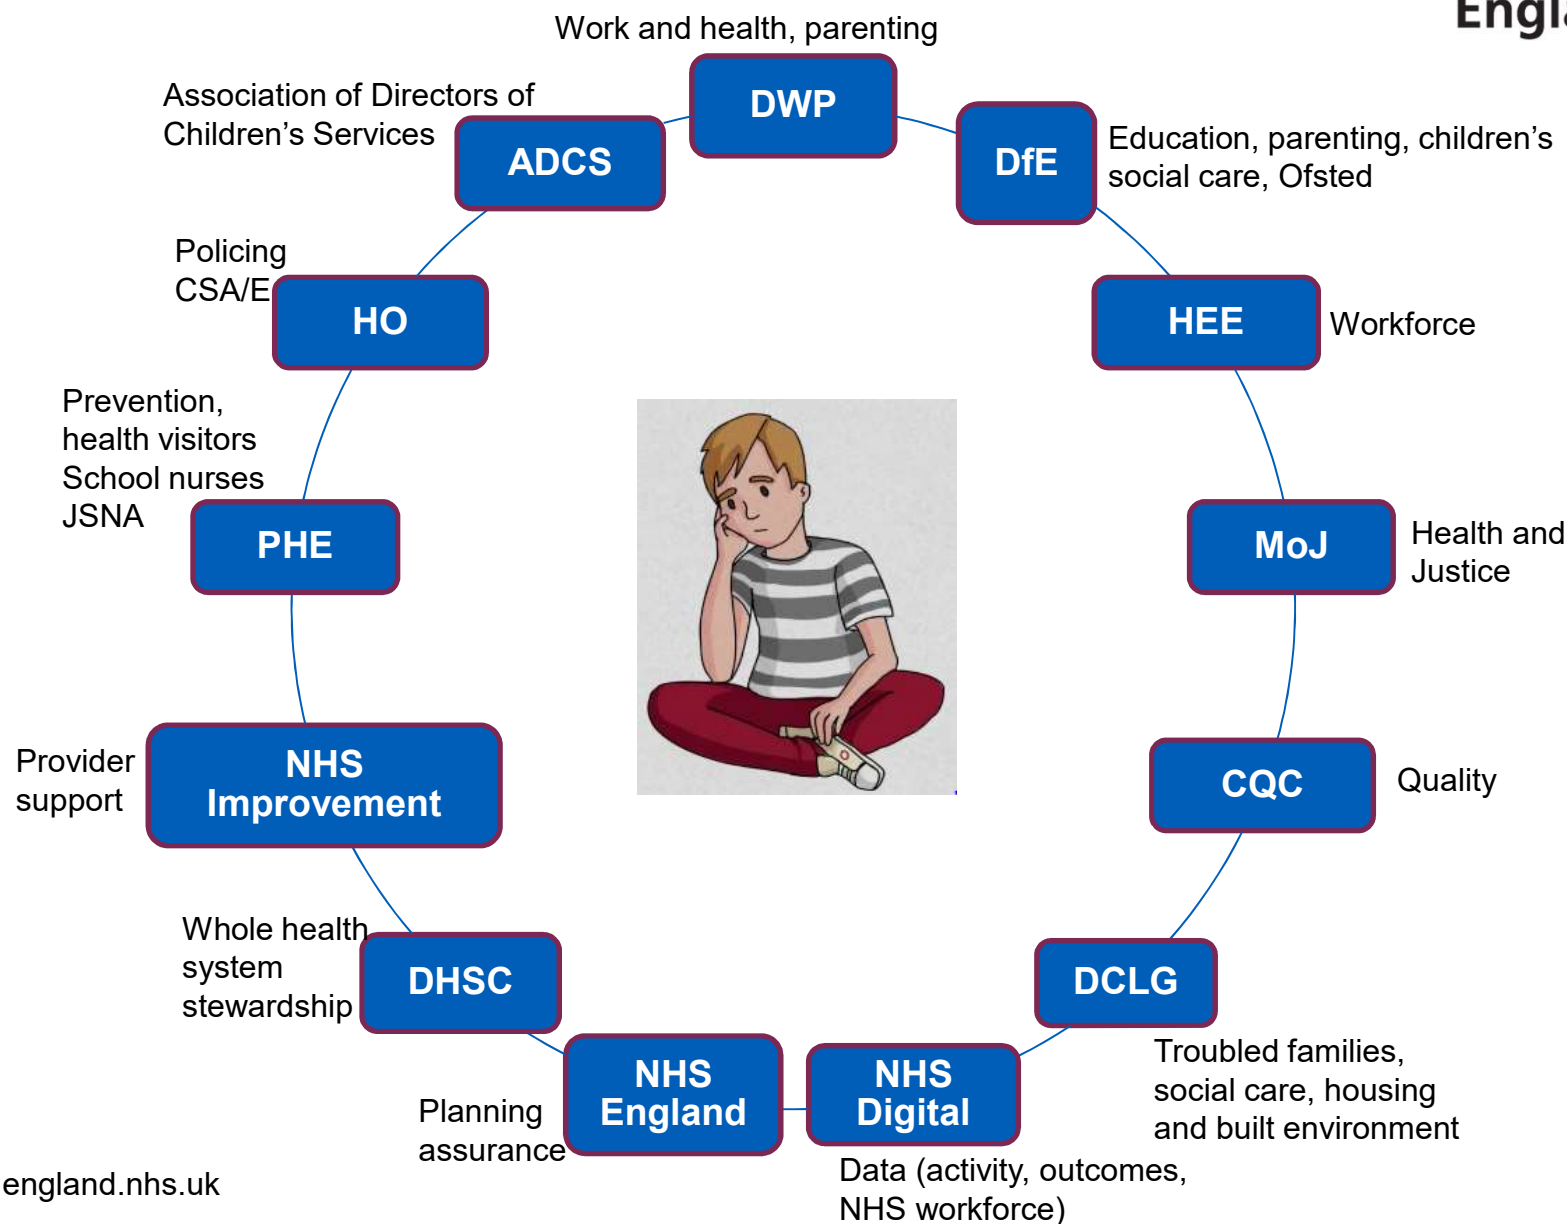 Engla
Work and health, parenting
DWP
Association of Directors of
Children’s Services
ADCS
DfE
Education, parenting, children’s
social care, Ofsted
Policing
CSA/E
HO
HEE
Workforce
Prevention,
health visitors
School nurses
JSNA
PHE
MoJ
Health and
Justice
Provider
support
NHS
Improvement
CQC
Quality
Whole health
system
stewardship
DHSC
DCLG
Troubled families,
social care, housing
and built environment
Planning
assurance
NHS
England
NHS
Digital
Data (activity, outcomes,
NHS workforce)
england.nhs.uk